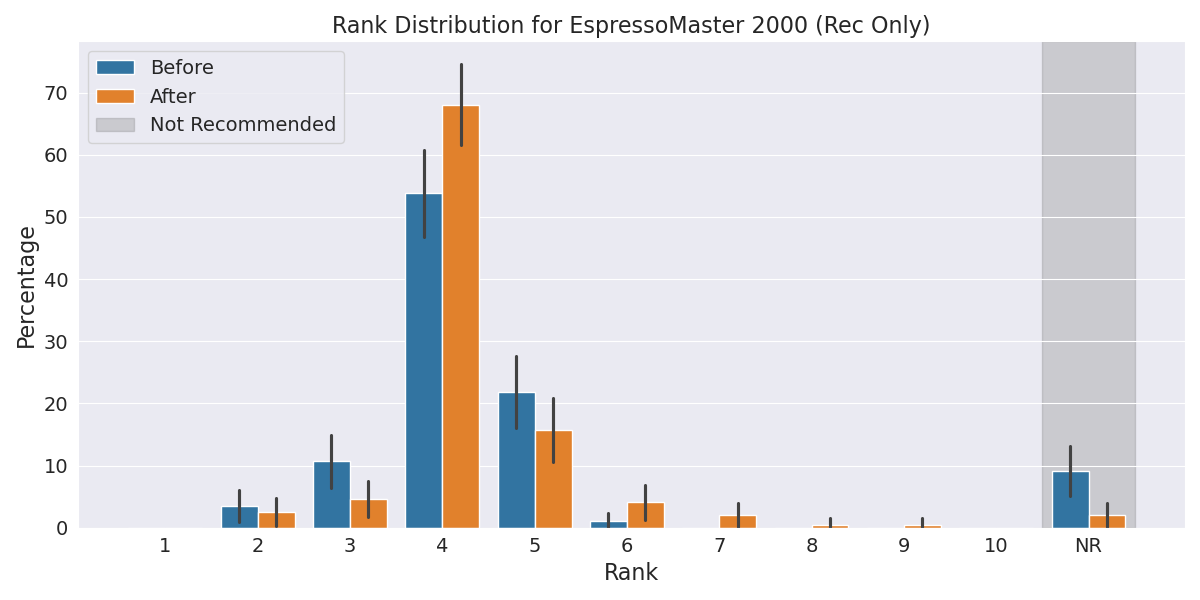 Rank Distribution for EspressoMaster 2000 (Rec Only)
Before
After
Not Recommended
Percentage
70
60
50
40
30
20
10
0
1 2 3 4 5 6 7 8 9 10 NR
Rank